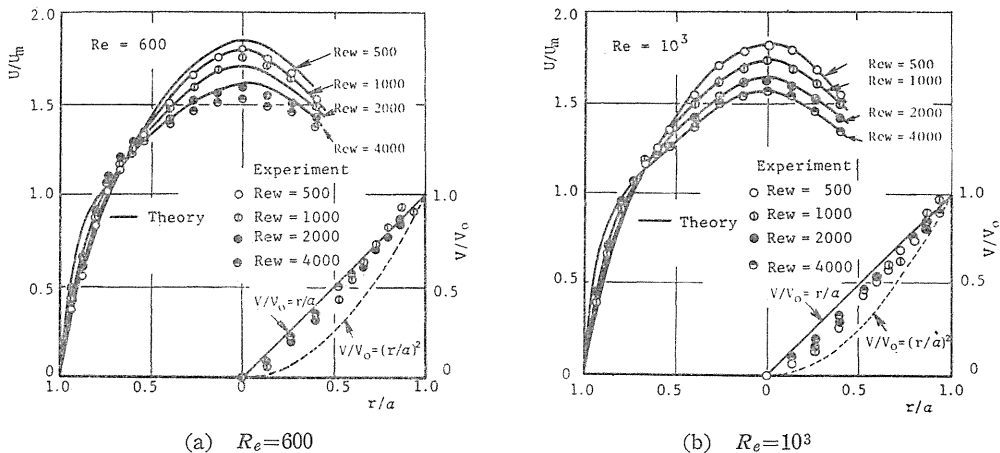 2.0
U/Um
Re = 600
Rew = 500
Rew = 1000
Rew = 2000
Rew = 4000
1.5
1.0
0.5
0
Experiment
Rew = 500
Rew = 1000
Rew = 2000
Rew = 4000
Theory
V/Vo=r/a
V/Vo=(r/a)²
1.0
0.5
0
V/Vo
1.0 0.5 0 0.5 1.0
r/a
(a) Re=600
2.0
U/Um
Re = 10³
Rew = 500
Rew = 1000
Rew = 2000
Rew = 4000
1.5
1.0
0.5
0
Experiment
Rew = 500
Rew = 1000
Rew = 2000
Rew = 4000
Theory
V/Vo = r/a
V/Vo=(r/a)²
1.0
0.5
0
V/Vo
1.0 0.5 0 0.5 1.0
r/a
(b) Re=10³